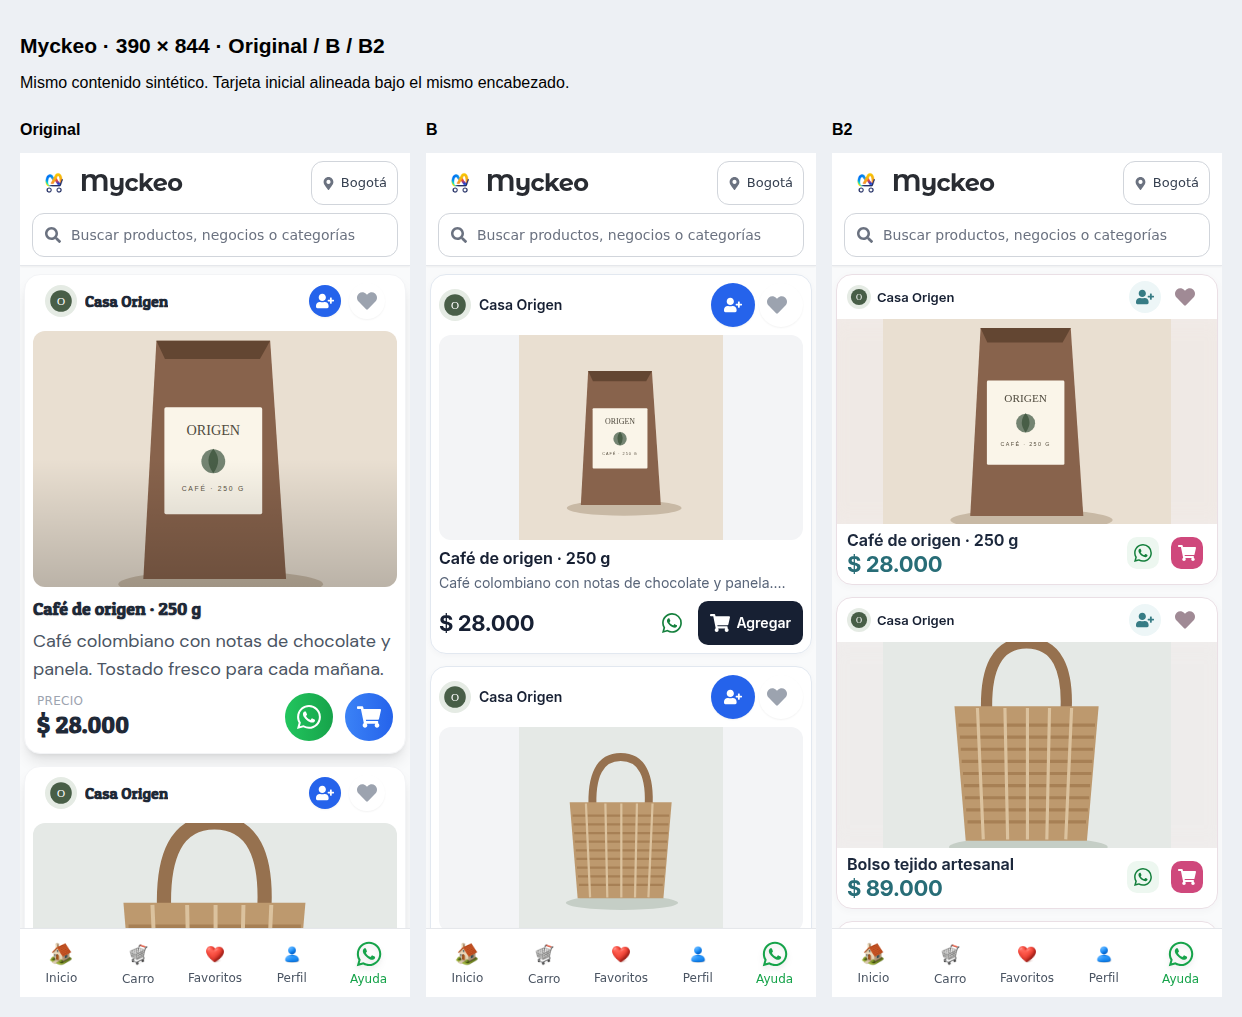 Myckeo · 390 × 844 · Original / B / B2
Mismo contenido sintético. Tarjeta inicial alineada bajo el mismo encabezado.
Original
Myckeo
Bogotá
Buscar productos, negocios o categorías
O
Casa Origen
ORIGEN
CAFÉ · 250 G
Café de origen · 250 g
Café colombiano con notas de chocolate y
panela. Tostado fresco para cada mañana.
PRECIO
$ 28.000
O
Casa Origen
Inicio
Carro
Favoritos
Perfil
Ayuda
B
Myckeo
Bogotá
Buscar productos, negocios o categorías
O
Casa Origen
ORIGEN
CAFÉ · 250 G
Café de origen · 250 g
Café colombiano con notas de chocolate y panela....
$ 28.000
Agregar
O
Casa Origen
Inicio
Carro
Favoritos
Perfil
Ayuda
B2
Myckeo
Bogotá
Buscar productos, negocios o categorías
O
Casa Origen
ORIGEN
CAFÉ · 250 G
Café de origen · 250 g
$ 28.000
O
Casa Origen
Bolso tejido artesanal
$ 89.000
Inicio
Carro
Favoritos
Perfil
Ayuda